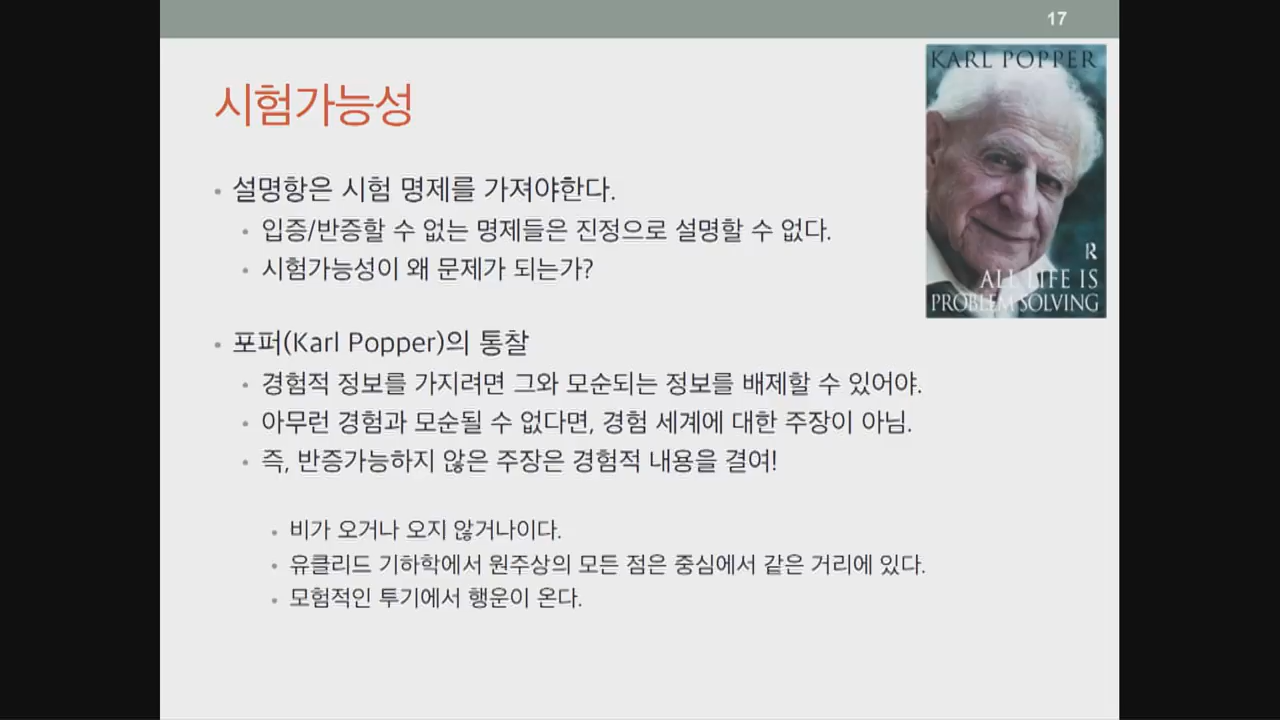 17
KARL POPPER
시험가능성
설명항은 시험 명제를 가져야한다.
입증/반증할 수 없는 명제들은 진정으로 설명할 수 없다.
시험가능성이 왜 문제가 되는가?
R
ALL LIFE IS
PROBLEM SOLVING
포퍼(Karl Popper)의 통찰
경험적 정보를 가지려면 그와 모순되는 정보를 배제할 수 있어야.
아무런 경험과 모순될 수 없다면, 경험 세계에 대한 주장이 아님.
즉, 반증가능하지 않은 주장은 경험적 내용을 결여!
비가 오거나 오지 않거나이다.
유클리드 기하학에서 원주상의 모든 점은 중심에서 같은 거리에 있다.
모험적인 투기에서 행운이 온다.